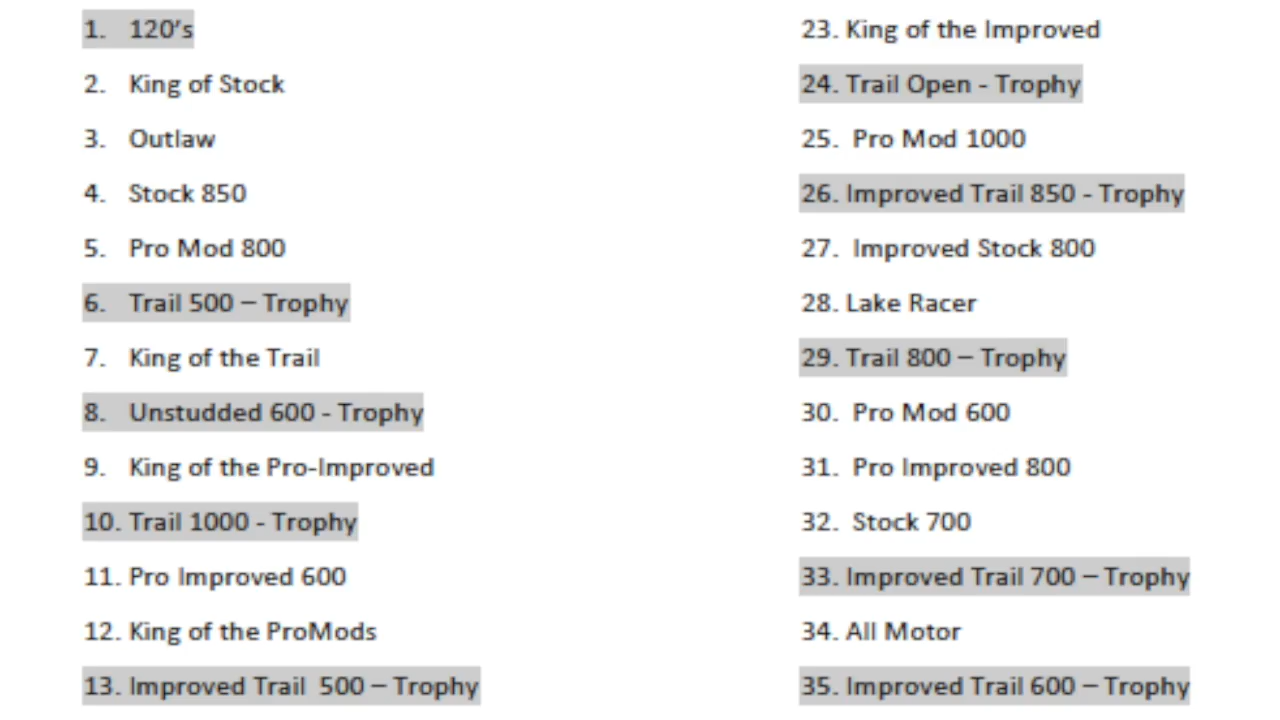 1. 120's
2. King of Stock
3. Outlaw
4. Stock 850
5. Pro Mod 800
6. Trail 500 – Trophy
7. King of the Trail
8. Unstudded 600 - Trophy
9. King of the Pro-Improved
10. Trail 1000 - Trophy
11. Pro Improved 600
12. King of the ProMods
13. Improved Trail 500 – Trophy
23. King of the Improved
24. Trail Open - Trophy
25. Pro Mod 1000
26. Improved Trail 850 - Trophy
27. Improved Stock 800
28. Lake Racer
29. Trail 800 – Trophy
30. Pro Mod 600
31. Pro Improved 800
32. Stock 700
33. Improved Trail 700 – Trophy
34. All Motor
35. Improved Trail 600 – Trophy